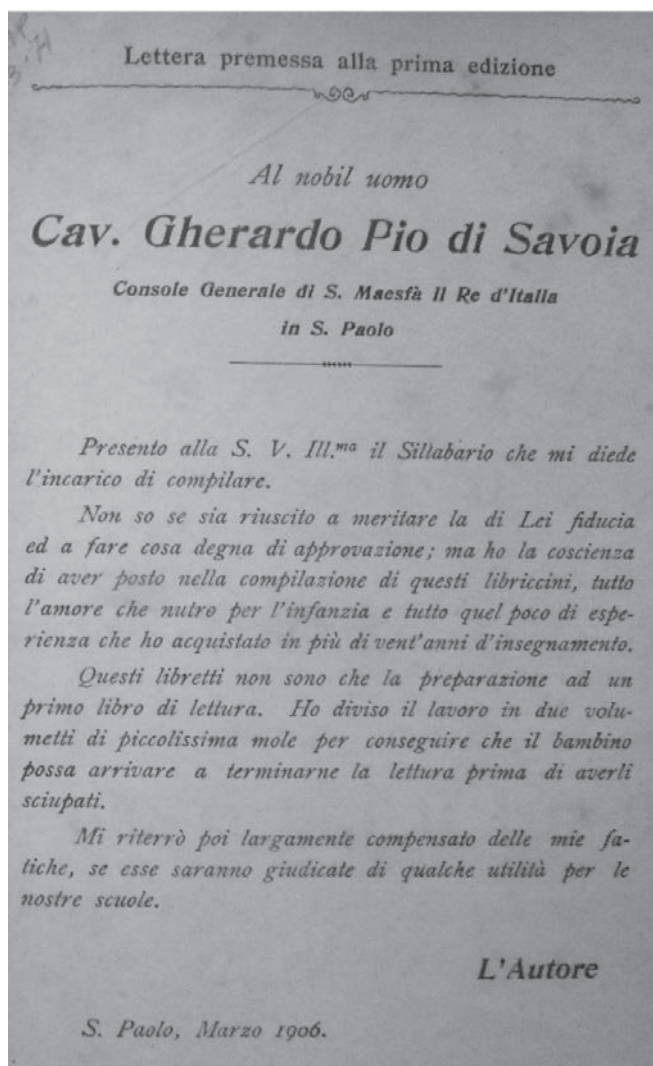 Lettera premessa alla prima edizione
Al nobil uomo
Cav. Gherardo Pio di Savoia
Console Generale di S. Maesfà Il Re d'Italia
in S. Paolo
Presento alla S. V. Ill.ma il Sillabario che mi diede
l'incarico di compilare.
Non so se sia riuscito a meritare la di Lei fiducia
ed a fare cosa degna di approvazione; ma ho la coscienza
di aver posto nella compilazione di questi libriccini, tutto
l'amore che nutro per l'infanzia e tutto quel poco di espe-
rienza che ho acquistato in più di vent'anni d'insegnamento.
Questi libretti non sono che la preparazione ad un
primo libro di lettura. Ho diviso il lavoro in due volu-
metti di piccolissima mole per conseguire che il bambino
possa arrivare a terminarne la lettura prima di averli
sciupati.
Mi riterrò poi largamente compensato delle mie fa-
tiche, se esse saranno giudicate di qualche utilità per le
nostre scuole.
L'Autore
S. Paolo, Marzo 1906.